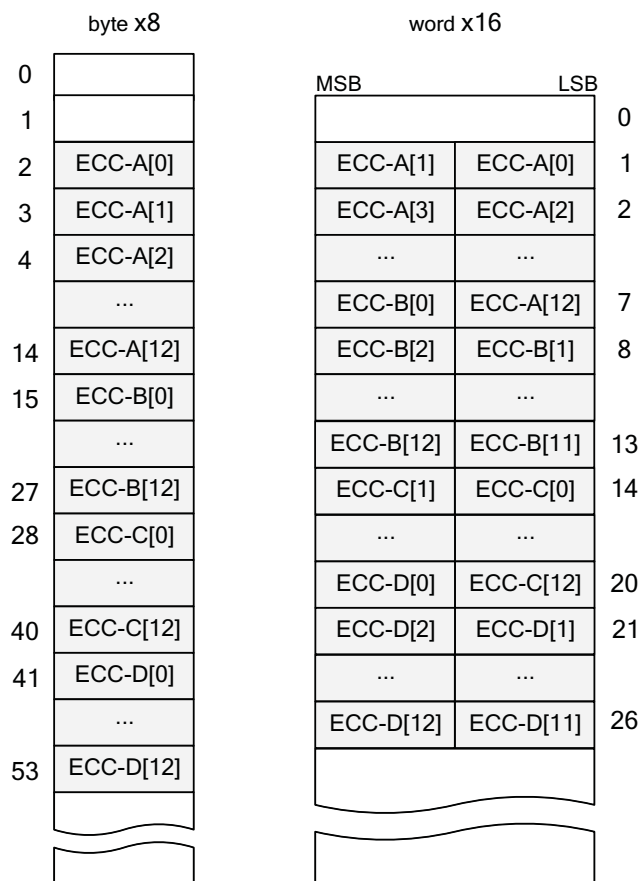 byte x8
word x16
0
MSB LSB
1
0
2 ECC-A[0]
ECC-A[1] ECC-A[0] 1
3 ECC-A[1]
ECC-A[3] ECC-A[2] 2
4 ECC-A[2]
... ...
...
ECC-B[0] ECC-A[12] 7
14 ECC-A[12]
ECC-B[2] ECC-B[1] 8
15 ECC-B[0]
... ...
...
ECC-B[12] ECC-B[11] 13
27 ECC-B[12]
ECC-C[1] ECC-C[0] 14
28 ECC-C[0]
... ...
...
ECC-D[0] ECC-C[12] 20
40 ECC-C[12]
ECC-D[2] ECC-D[1] 21
41 ECC-D[0]
... ...
...
ECC-D[12] ECC-D[11] 26
53 ECC-D[12]